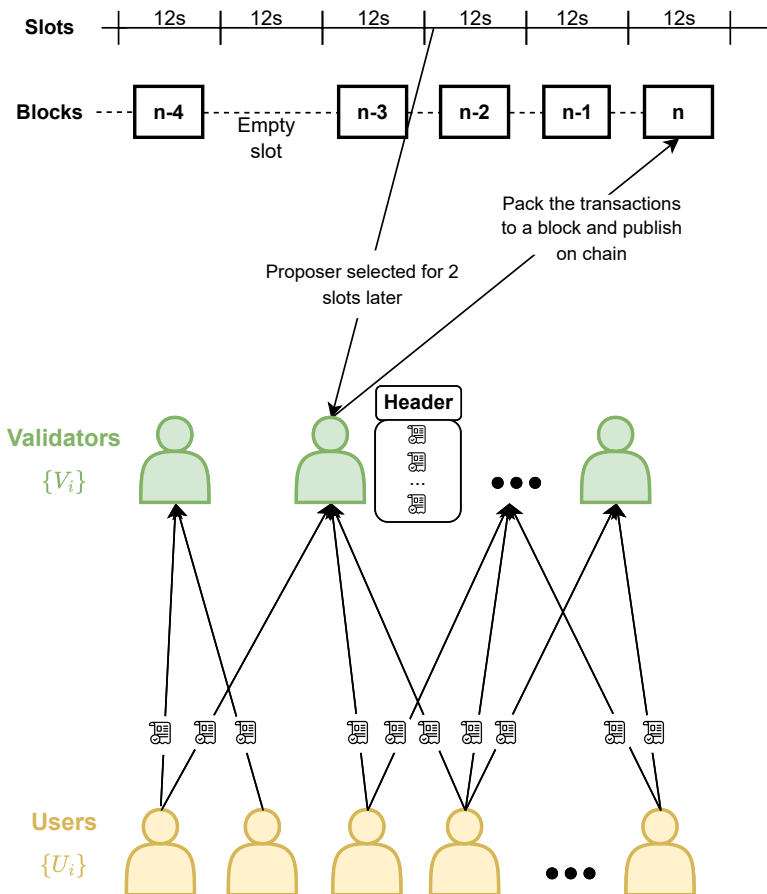 Slots
12s 12s 12s 12s 12s 12s
Blocks
n-4 n-3 n-2 n-1 n
Empty
slot
Pack the transactions
to a block and publish
on chain
Proposer selected for 2
slots later
Header
...
Validators
{V_i}
Users
{U_i}